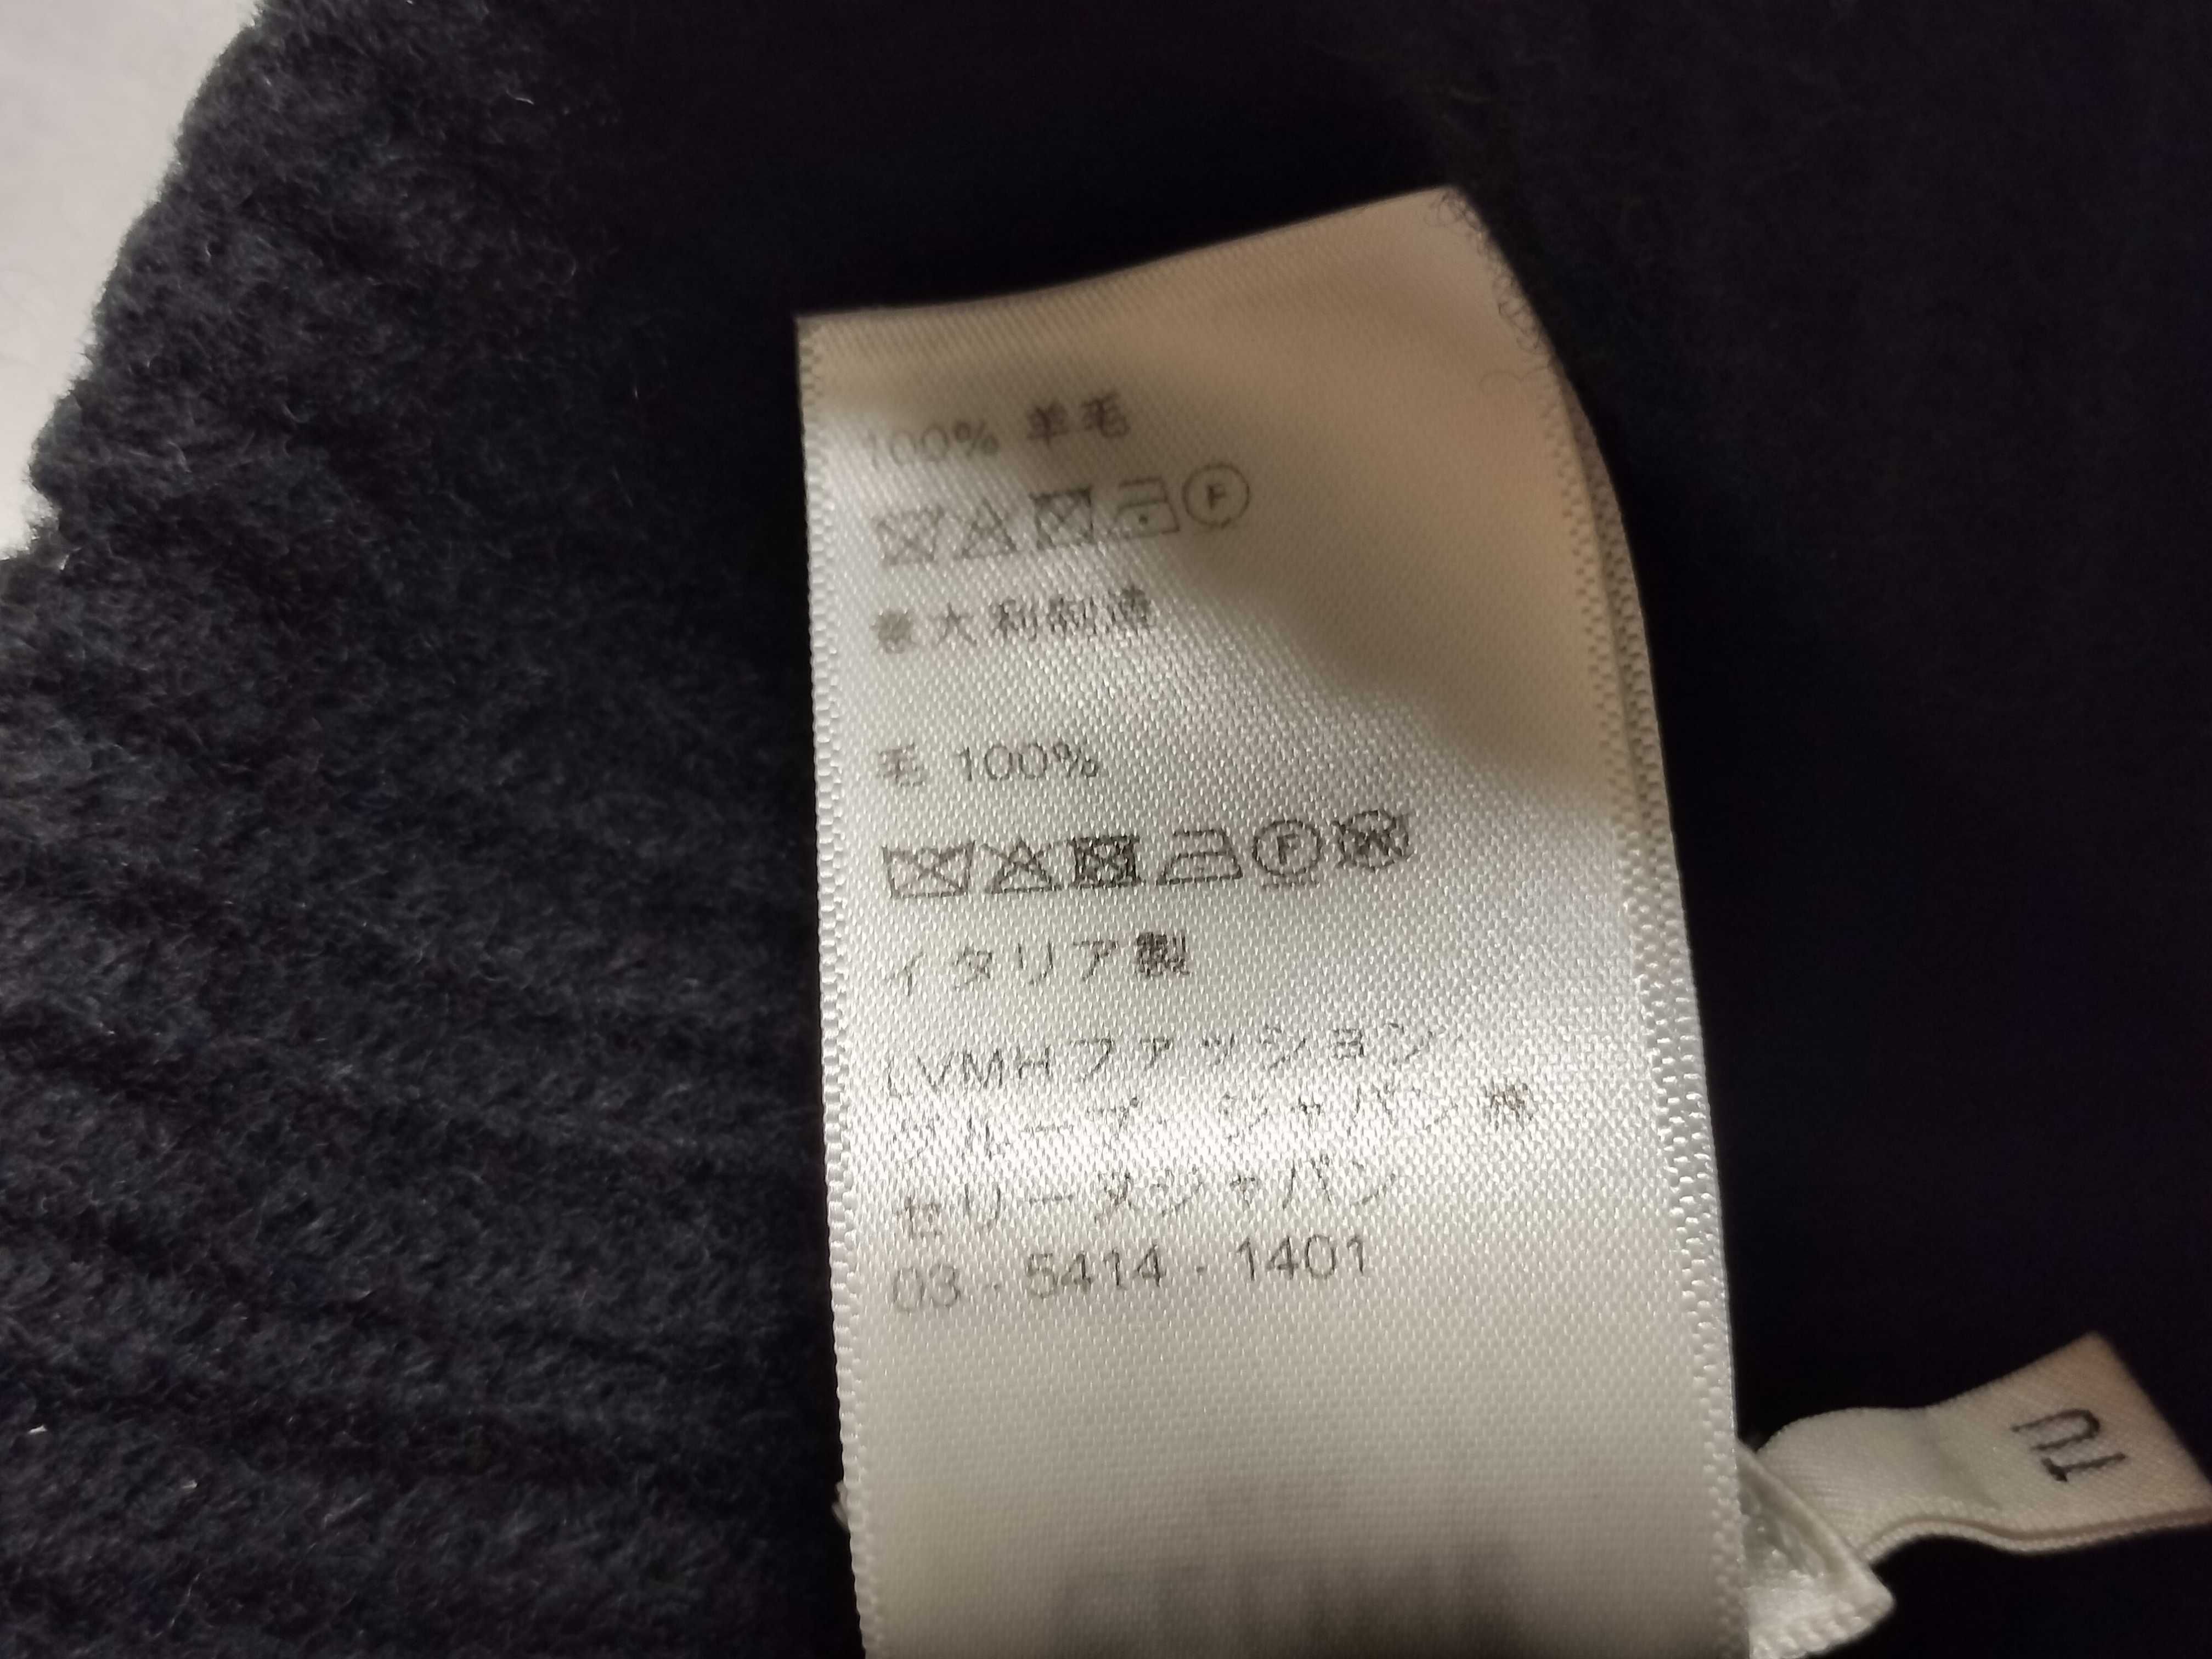 100% 羊毛
F
意大利制造
毛 100%
F
イタリア製
LVMHファッション
グループ・ジャパン ㈱
セリーヌジャパン
03 - 5414 - 1401
TU